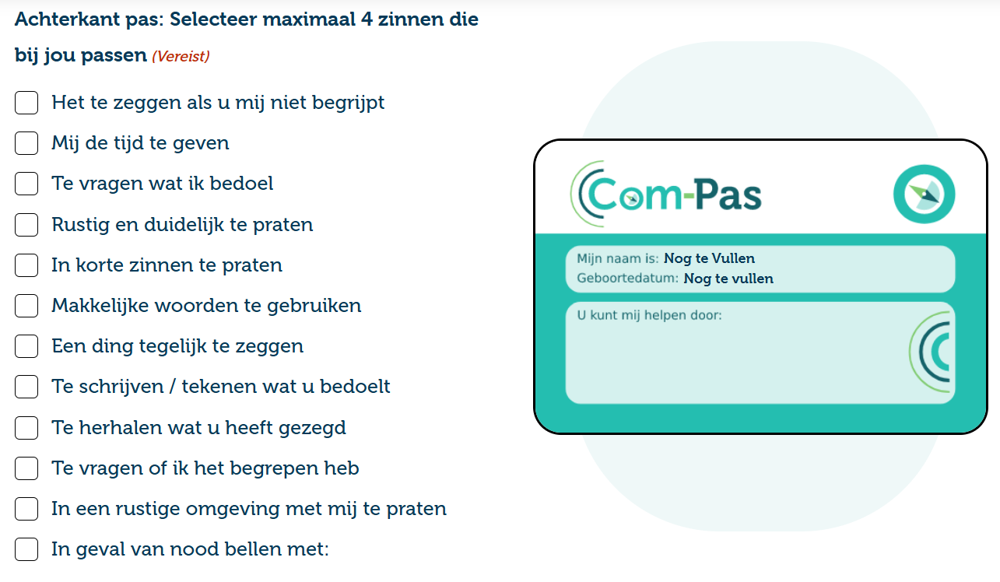 Achterkant pas: Selecteer maximaal 4 zinnen die
bij jou passen (Vereist)
Het te zeggen als u mij niet begrijpt
Mij de tijd te geven
Te vragen wat ik bedoel
Rustig en duidelijk te praten
In korte zinnen te praten
Makkelijke woorden te gebruiken
Een ding tegelijk te zeggen
Te schrijven / tekenen wat u bedoelt
Te herhalen wat u heeft gezegd
Te vragen of ik het begrepen heb
In een rustige omgeving met mij te praten
In geval van nood bellen met:
Com-Pas
Mijn naam is: Nog te Vullen
Geboortedatum: Nog te vullen
U kunt mij helpen door: